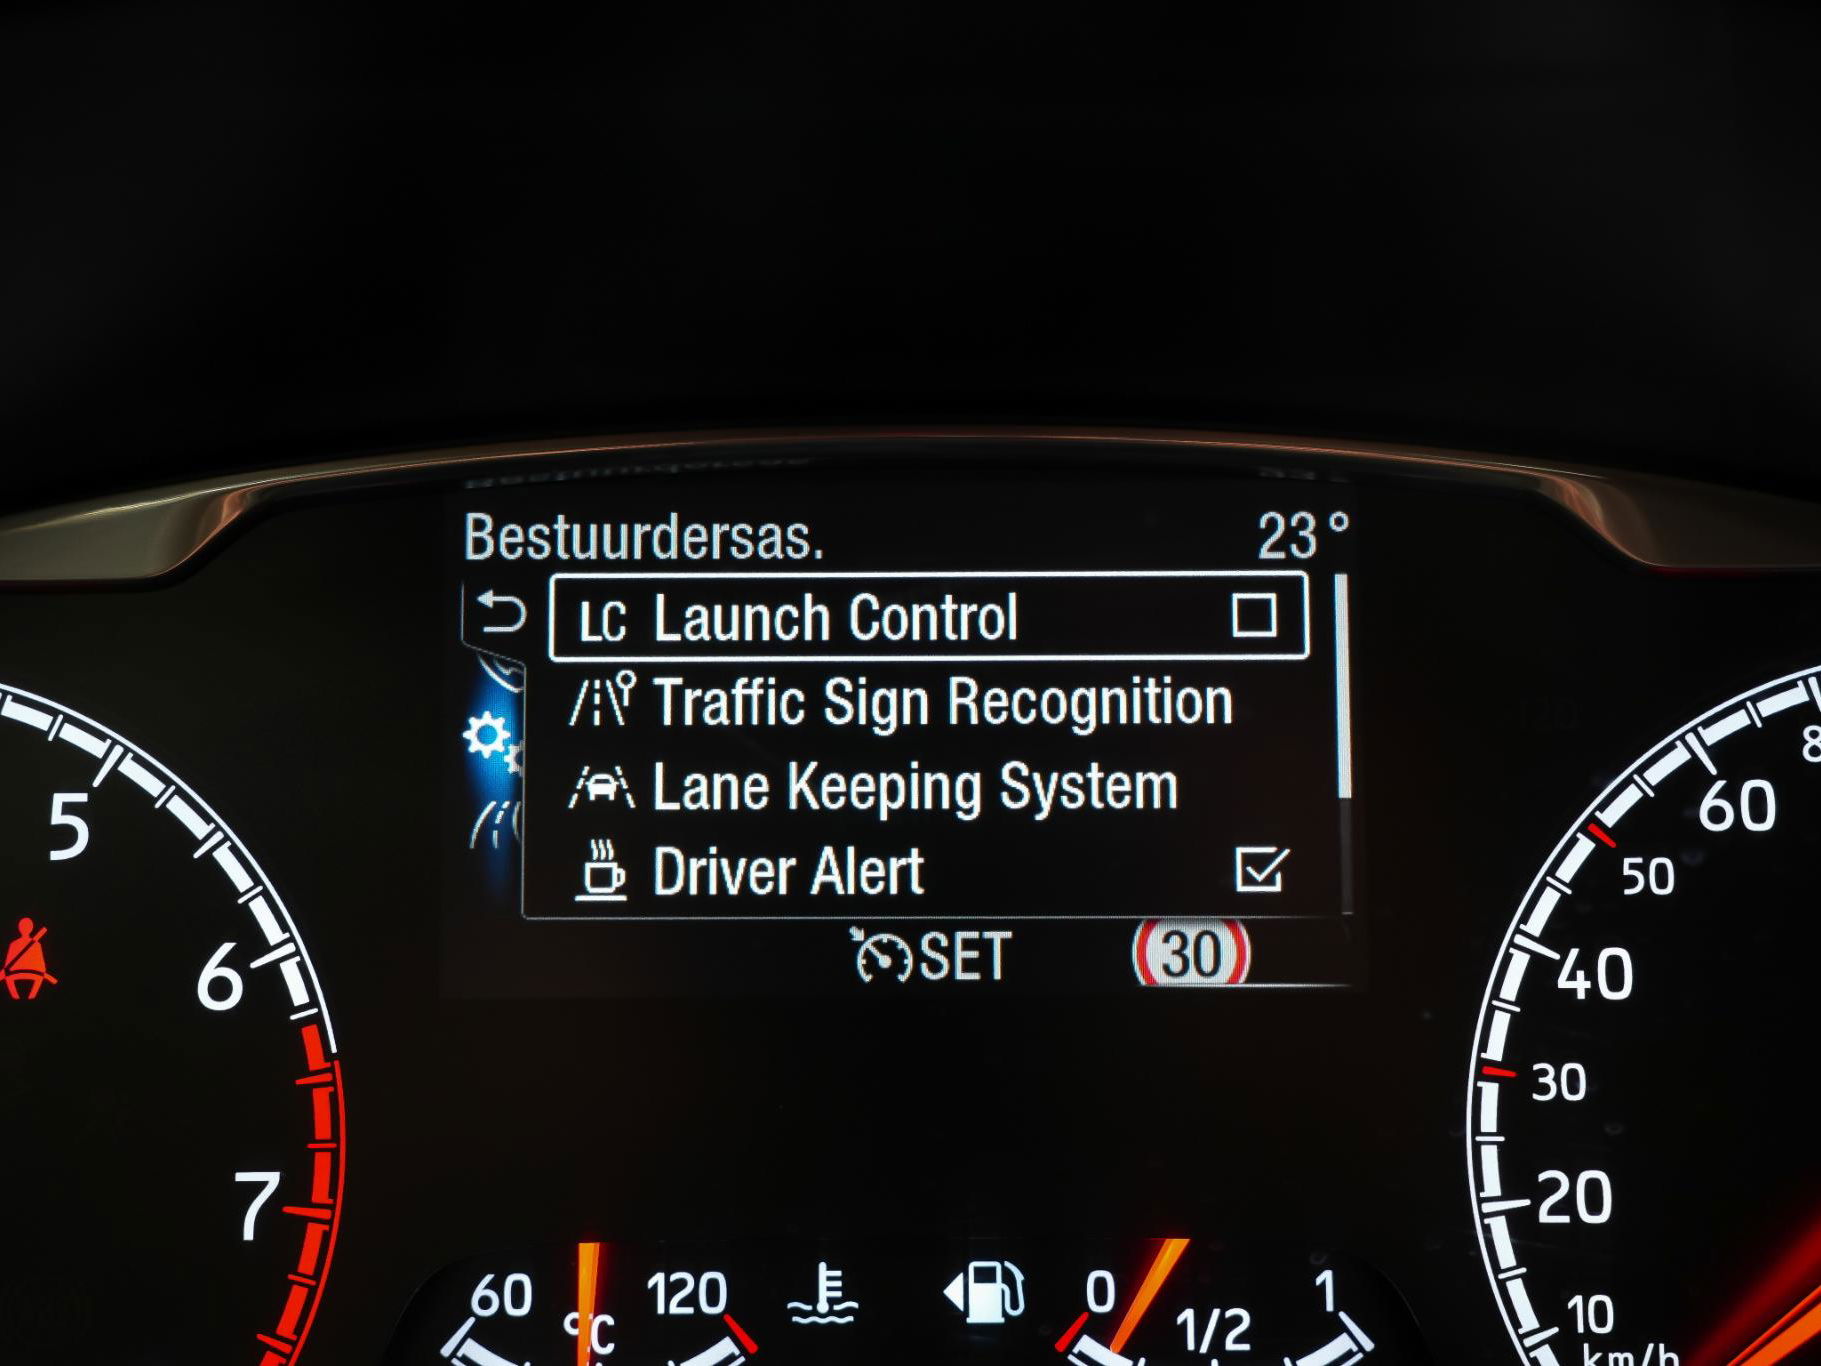 Bestuurdersas. 23°
LC Launch Control
Traffic Sign Recognition
Lane Keeping System
Driver Alert
SET 30
5
6
7
60
50
40
30
20
10
km/h
8
60 120
°C
0 1/2 1